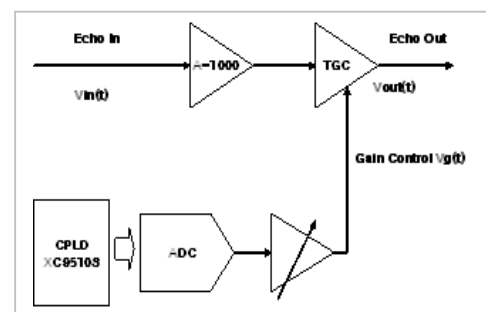 Echo In
Echo Out
A=1000
TGC
Vin(t)
Vout(t)
Gain Control Vg(t)
CPLD
XC95108
ADC